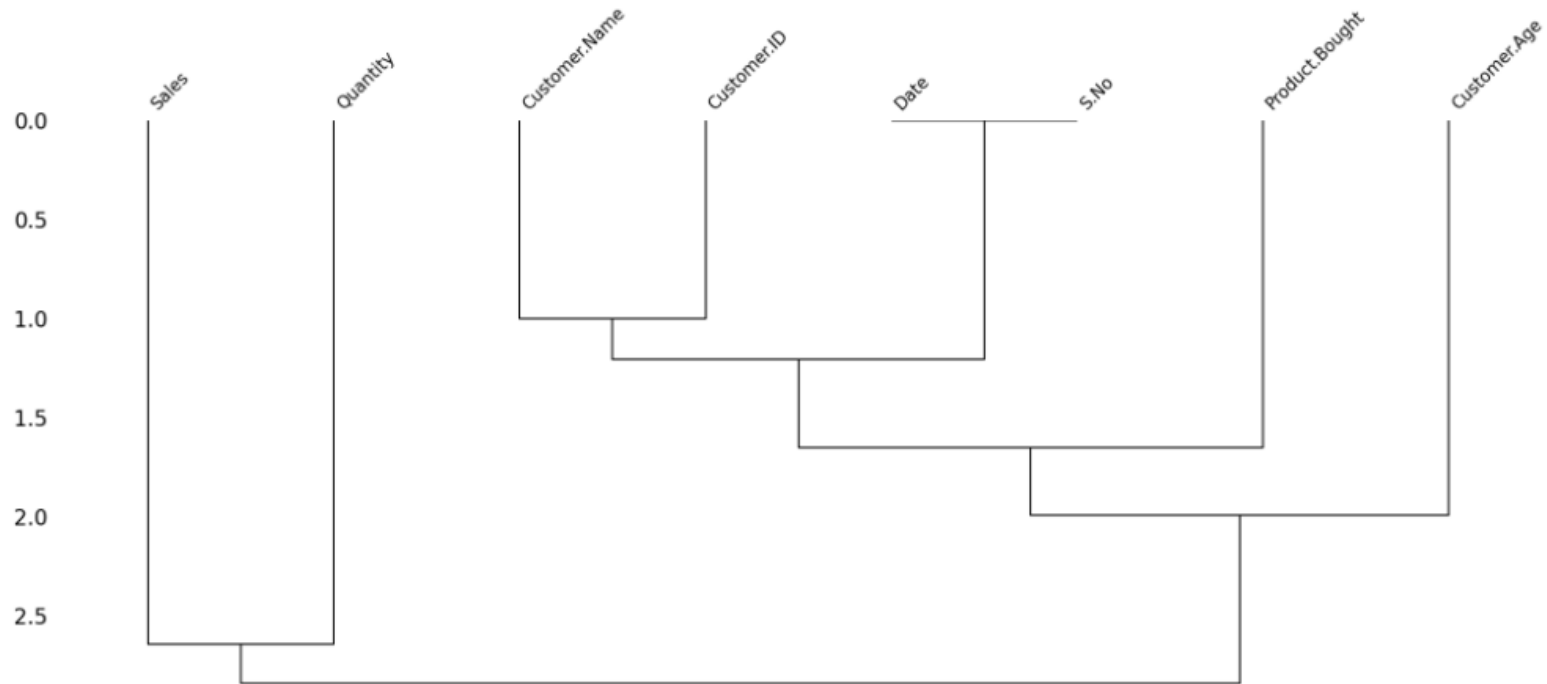 Sales
Quantity
Customer.Name
Customer.ID
Date
S.No
Product.Bought
Customer.Age
0.0
0.5
1.0
1.5
2.0
2.5